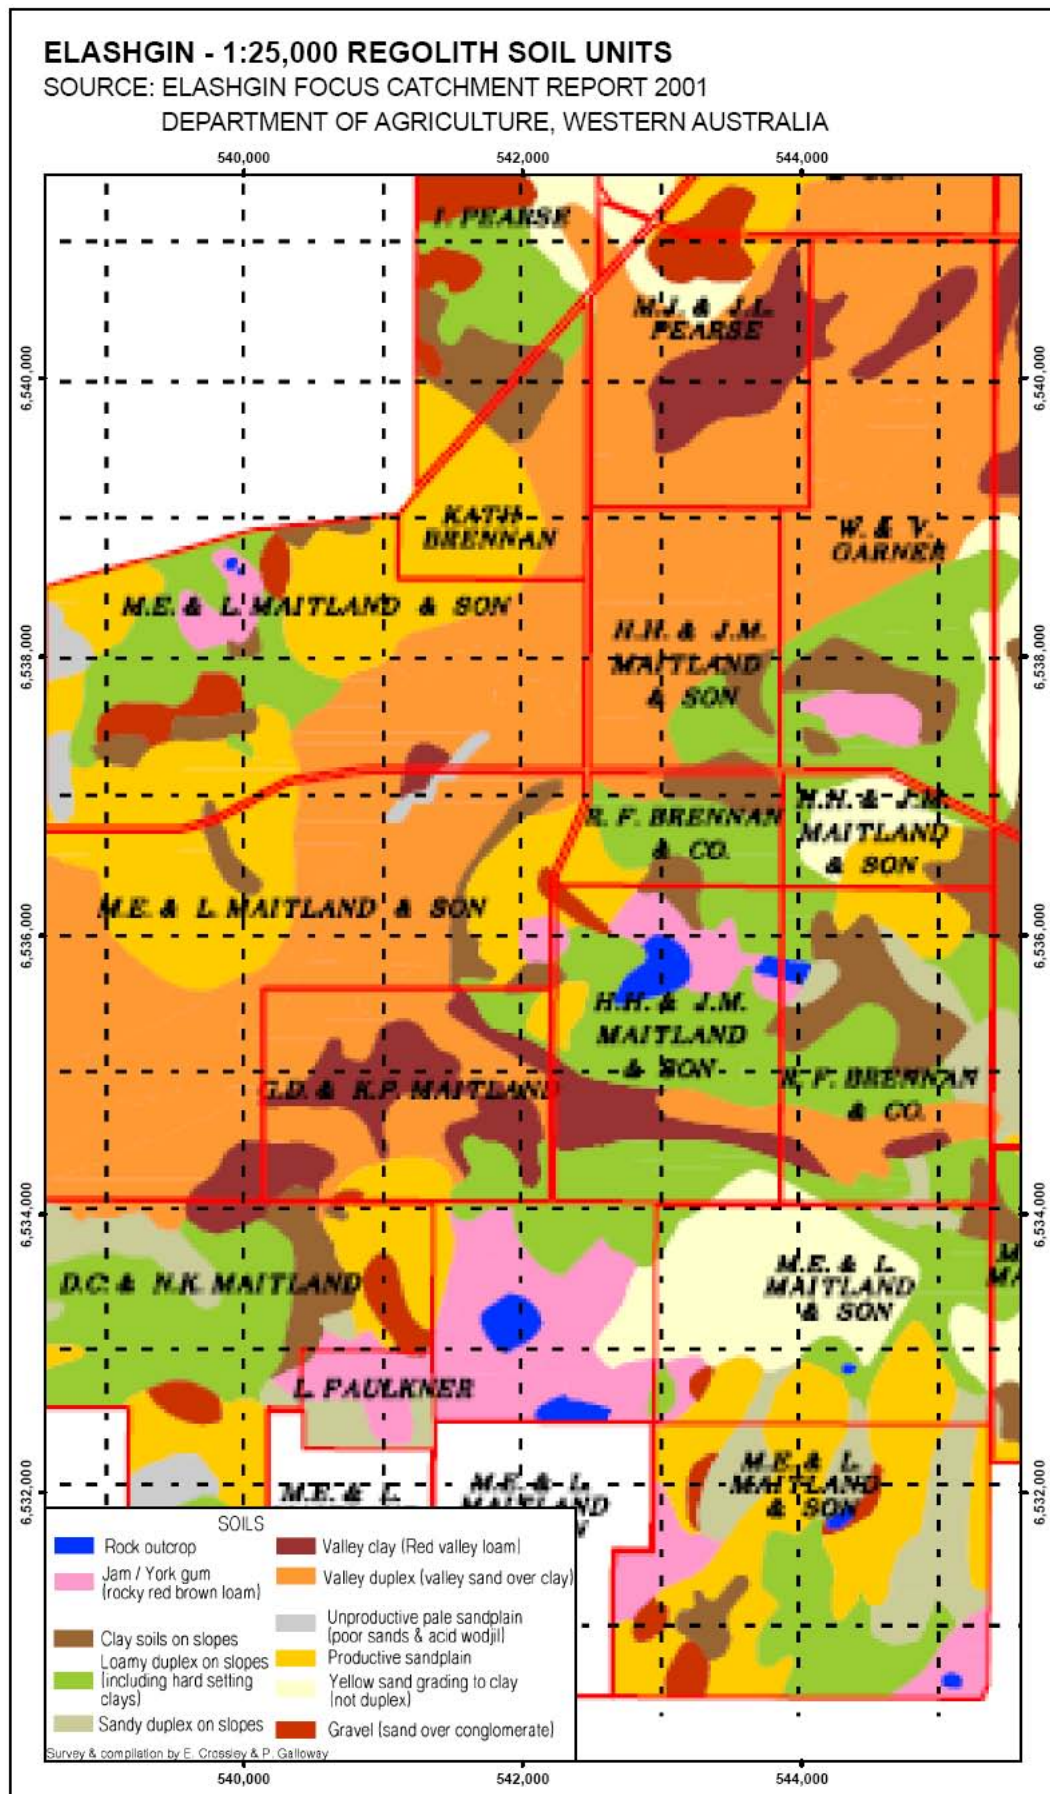 ELASHGIN - 1:25,000 REGOLITH SOIL UNITS
SOURCE: ELASHGIN FOCUS CATCHMENT REPORT 2001
DEPARTMENT OF AGRICULTURE, WESTERN AUSTRALIA
540,000
542,000
544,000
& CO.
I. PEARSE
M.J. & J.L.
PEARSE
6,540,000
6,540,000
KATH
BRENNAN
W. & V.
GARNER
M.E. & L. MAITLAND & SON
H.H. & J.M.
MAITLAND
& SON
6,538,000
6,538,000
R. F. BRENNAN
& CO.
H.H. & J.M.
MAITLAND
& SON
M.E. & L. MAITLAND & SON
6,536,000
6,536,000
H.H. & J.M.
MAITLAND
& SON
G.D. & K.P. MAITLAND
R. F. BRENNAN
& CO.
6,534,000
6,534,000
D.C. & N.K. MAITLAND
M.E. & L.
MAITLAND
& SON
M
MA
L. FAULKNER
6,532,000
6,532,000
M.E. & L.
M.E. & L.
MAITLAND
N
M.E. & L.
MAITLAND
& SON
SOILS
Rock outcrop
Jam / York gum
(rocky red brown loam)
Clay soils on slopes
Loamy duplex on slopes
(including hard setting
clays)
Sandy duplex on slopes
Valley clay (Red valley loam)
Valley duplex (valley sand over clay)
Unproductive pale sandplain
(poor sands & acid wodjil)
Productive sandplain
Yellow sand grading to clay
(not duplex)
Gravel (sand over conglomerate)
Survey & compilation by E. Crossley & P. Galloway
540,000
542,000
544,000